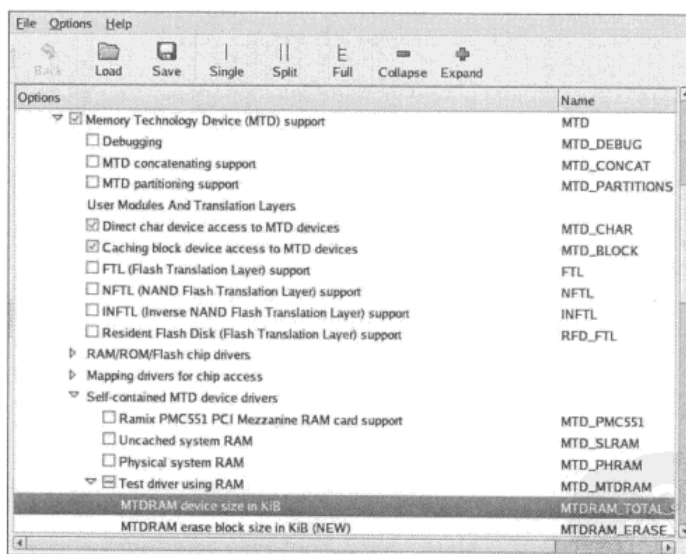 File Options Help
Back Load Save Single Split Full Collapse Expand
Options Name
Memory Technology Device (MTD) support MTD
Debugging MTD_DEBUG
MTD concatenating support MTD_CONCAT
MTD partitioning support MTD_PARTITIONS
User Modules And Translation Layers
Direct char device access to MTD devices MTD_CHAR
Caching block device access to MTD devices MTD_BLOCK
FTL (Flash Translation Layer) support FTL
NFTL (NAND Flash Translation Layer) support NFTL
INFTL (Inverse NAND Flash Translation Layer) support INFTL
Resident Flash Disk (Flash Translation Layer) support RFD_FTL
RAM/ROM/Flash chip drivers
Mapping drivers for chip access
Self-contained MTD device drivers
Ramix PMC551 PCI Mezzanine RAM card support MTD_PMC551
Uncached system RAM MTD_SLRAM
Physical system RAM MTD_PHRAM
Test driver using RAM MTD_MTDRAM
MTDRAM device size in KiB MTDRAM_TOTAL_S
MTDRAM erase block size in KiB (NEW) MTDRAM_ERASE_